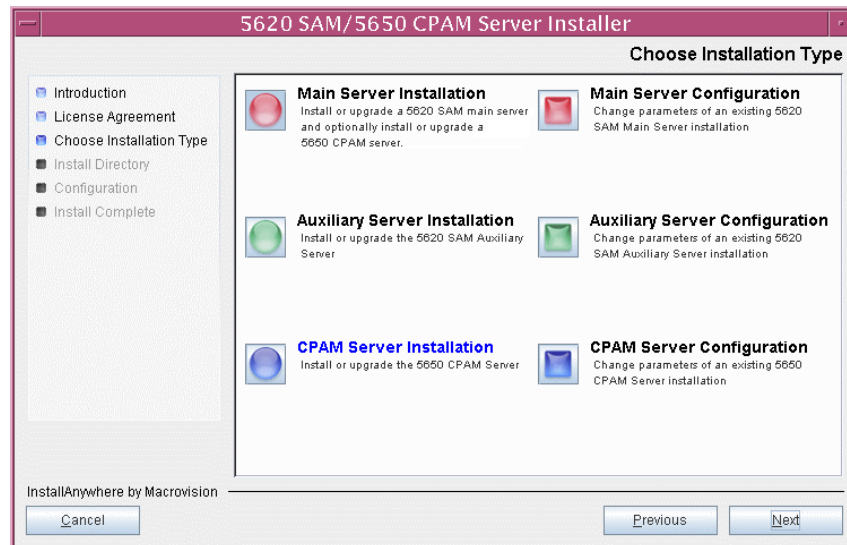 5620 SAM/5650 CPAM Server Installer
Choose Installation Type
Introduction
License Agreement
Choose Installation Type
Install Directory
Configuration
Install Complete
Main Server Installation
Install or upgrade a 5620 SAM main server
and optionally install or upgrade a
5650 CPAM server.
Main Server Configuration
Change parameters of an existing 5620
SAM Main Server installation
Auxiliary Server Installation
Install or upgrade the 5620 SAM Auxiliary
Server
Auxiliary Server Configuration
Change parameters of an existing 5620
SAM Auxiliary Server installation
CPAM Server Installation
Install or upgrade the 5650 CPAM Server
CPAM Server Configuration
Change parameters of an existing 5650
CPAM Server installation
InstallAnywhere by Macrovision
Cancel
Previous
Next